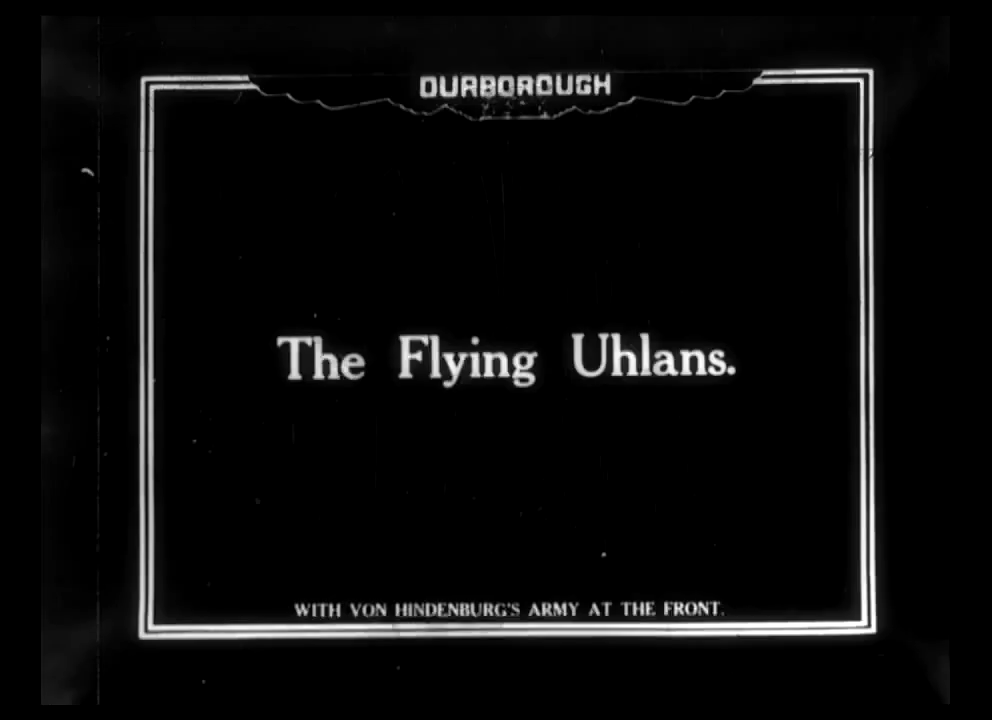 DURBOROUGH
The Flying Uhlans.
WITH VON HINDENBURG'S ARMY AT THE FRONT.